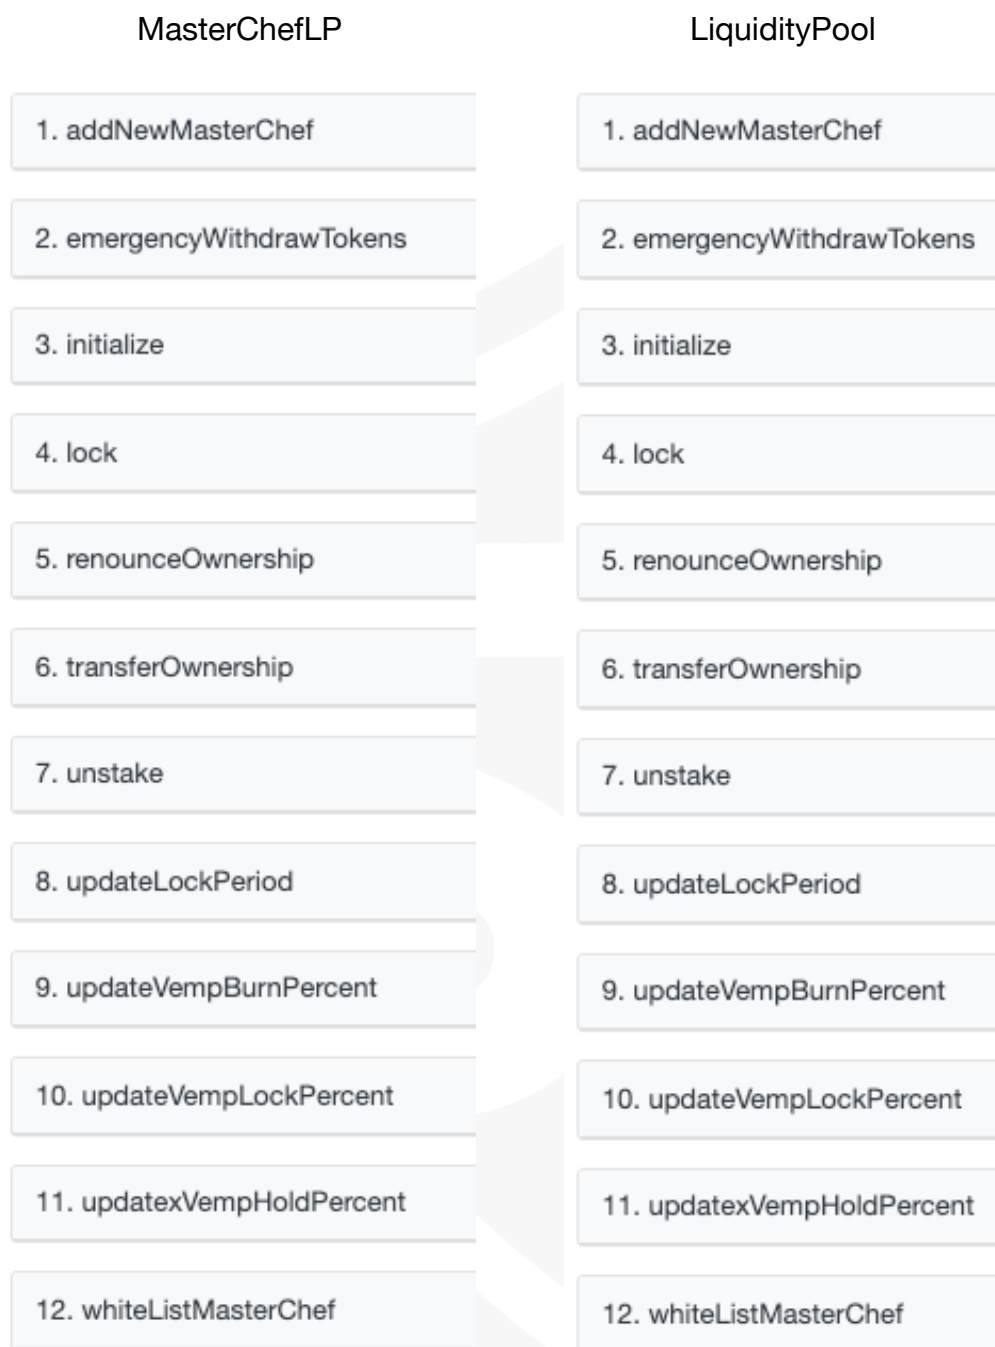 MasterChefLP
1. addNewMasterChef
2. emergencyWithdrawTokens
3. initialize
4. lock
5. renounceOwnership
6. transferOwnership
7. unstake
8. updateLockPeriod
9. updateVempBurnPercent
10. updateVempLockPercent
11. updatexVempHoldPercent
12. whiteListMasterChef
LiquidityPool
1. addNewMasterChef
2. emergencyWithdrawTokens
3. initialize
4. lock
5. renounceOwnership
6. transferOwnership
7. unstake
8. updateLockPeriod
9. updateVempBurnPercent
10. updateVempLockPercent
11. updatexVempHoldPercent
12. whiteListMasterChef